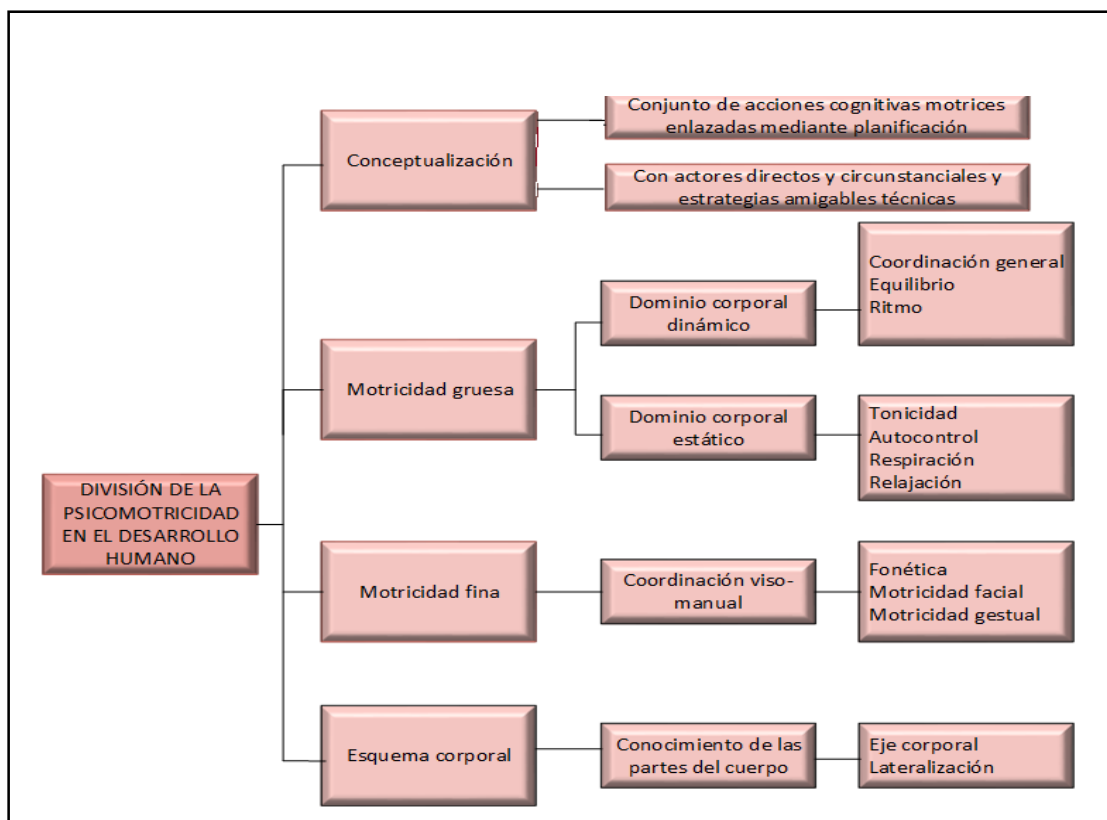 Conjunto de acciones cognitivas motrices
enlazadas mediante planificación
Conceptualización
Con actores directos y circunstanciales y
estrategias amigables técnicas
Coordinación general
Equilibrio
Ritmo
Dominio corporal
dinámico
Motricidad gruesa
Dominio corporal
estático
Tonicidad
Autocontrol
Respiración
Relajación
DIVISIÓN DE LA
PSICOMOTRICIDAD
EN EL DESARROLLO
HUMANO
Motricidad fina
Coordinación viso-
manual
Fonética
Motricidad facial
Motricidad gestual
Esquema corporal
Conocimiento de las
partes del cuerpo
Eje corporal
Lateralización